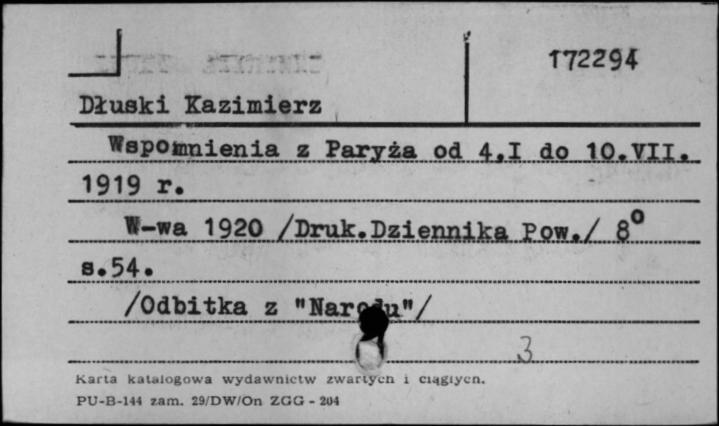 172294
Dłuski Kazimierz
Wspomnienia z Paryża od 4.I do 10.VII.
1919 r.
W-wa 1920 /Druk.Dziennika Pow./ 8°
s.54.
/Odbitka z "Narodu"/
3
Karta katalogowa wydawnictw zwartych i ciągłych.
PU-B-144 zam. 29/DW/On ZGG - 204